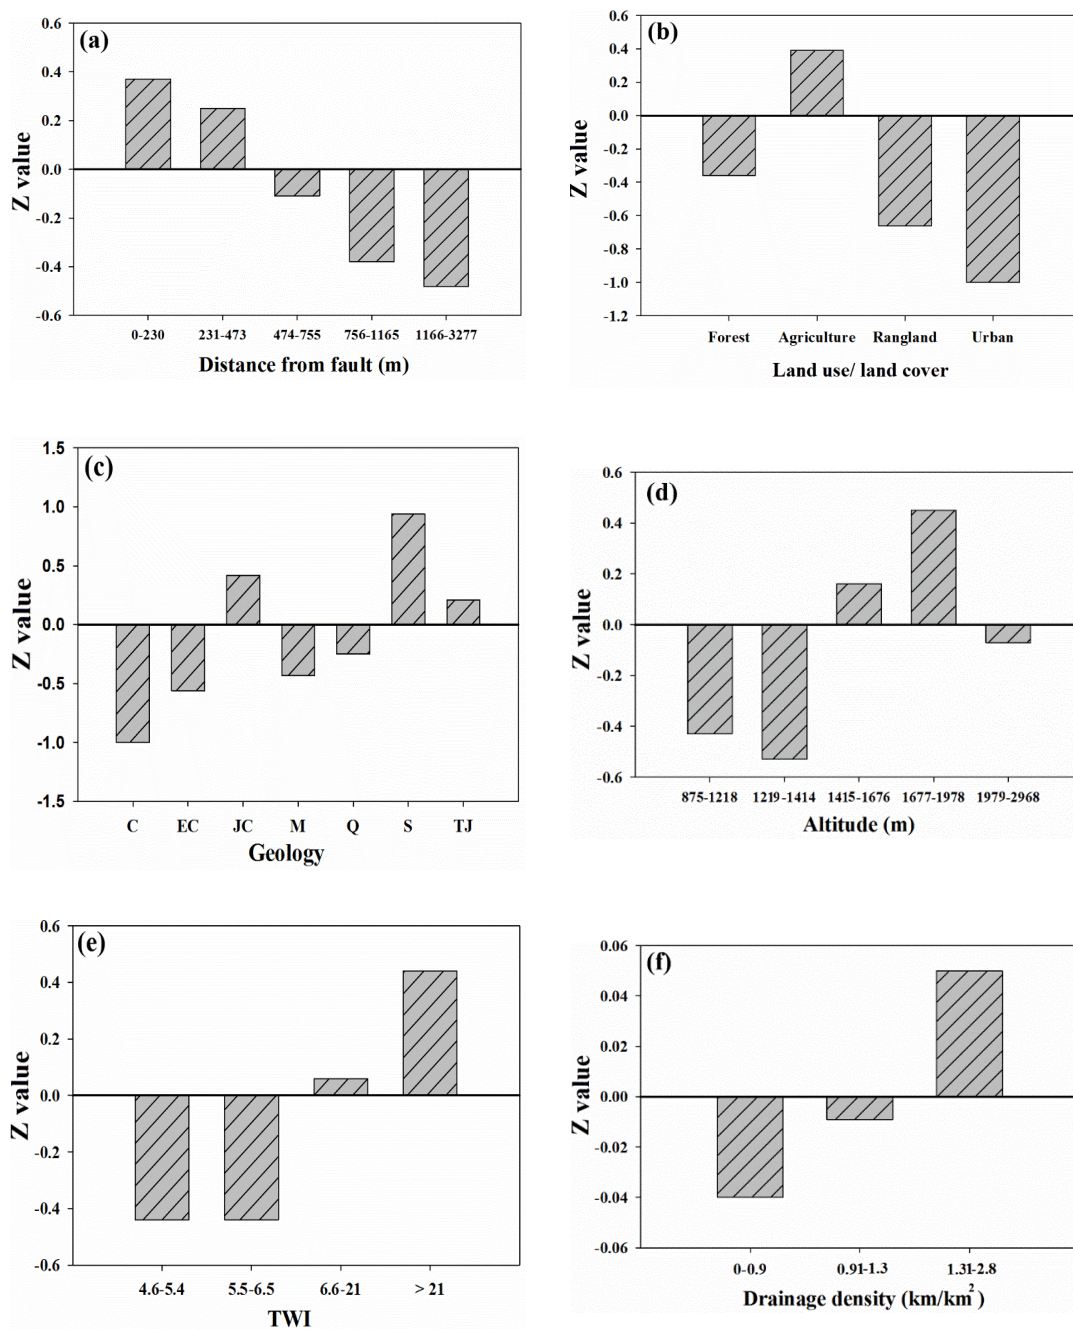 (a)
Z value
0.6
0.4
0.2
0.0
-0.2
-0.4
-0.6
0-230 231-473 474-755 756-1165 1166-3277
Distance from fault (m)
(b)
Z value
0.6
0.4
0.2
0.0
-0.2
-0.4
-0.6
-0.8
-1.0
-1.2
Forest Agriculture Rangland Urban
Land use/ land cover
(c)
Z value
1.5
1.0
0.5
0.0
-0.5
-1.0
-1.5
C EC JC M Q S TJ
Geology
(d)
Z value
0.6
0.4
0.2
0.0
-0.2
-0.4
-0.6
875-1218 1219-1414 1415-1676 1677-1978 1979-2968
Altitude (m)
(e)
Z value
0.6
0.4
0.2
0.0
-0.2
-0.4
-0.6
4.6-5.4 5.5-6.5 6.6-21 > 21
TWI
(f)
Z value
0.06
0.04
0.02
0.00
-0.02
-0.04
-0.06
0-0.9 0.91-1.3 1.31-2.8
Drainage density (km/km²)